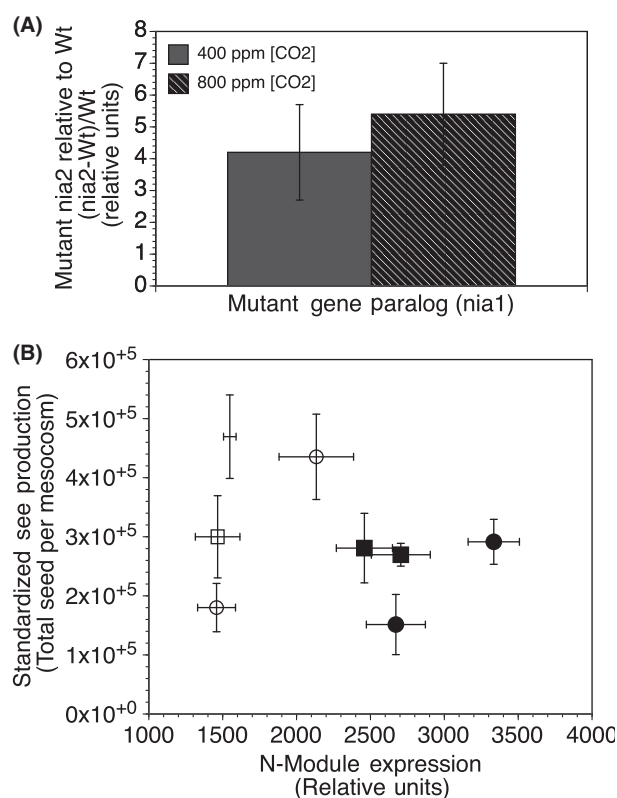 (A)
Mutant nia2 relative to Wt
(nia2-Wt)/Wt
(relative units)
8
7
6
5
4
3
2
1
0
400 ppm [CO2]
800 ppm [CO2]
Mutant gene paralog (nia1)
(B)
Standardized see production
(Total seed per mesocosm)
6x10+5
5x10+5
4x10+5
3x10+5
2x10+5
1x10+5
0x10+0
1000 1500 2000 2500 3000 3500 4000
N-Module expression
(Relative units)